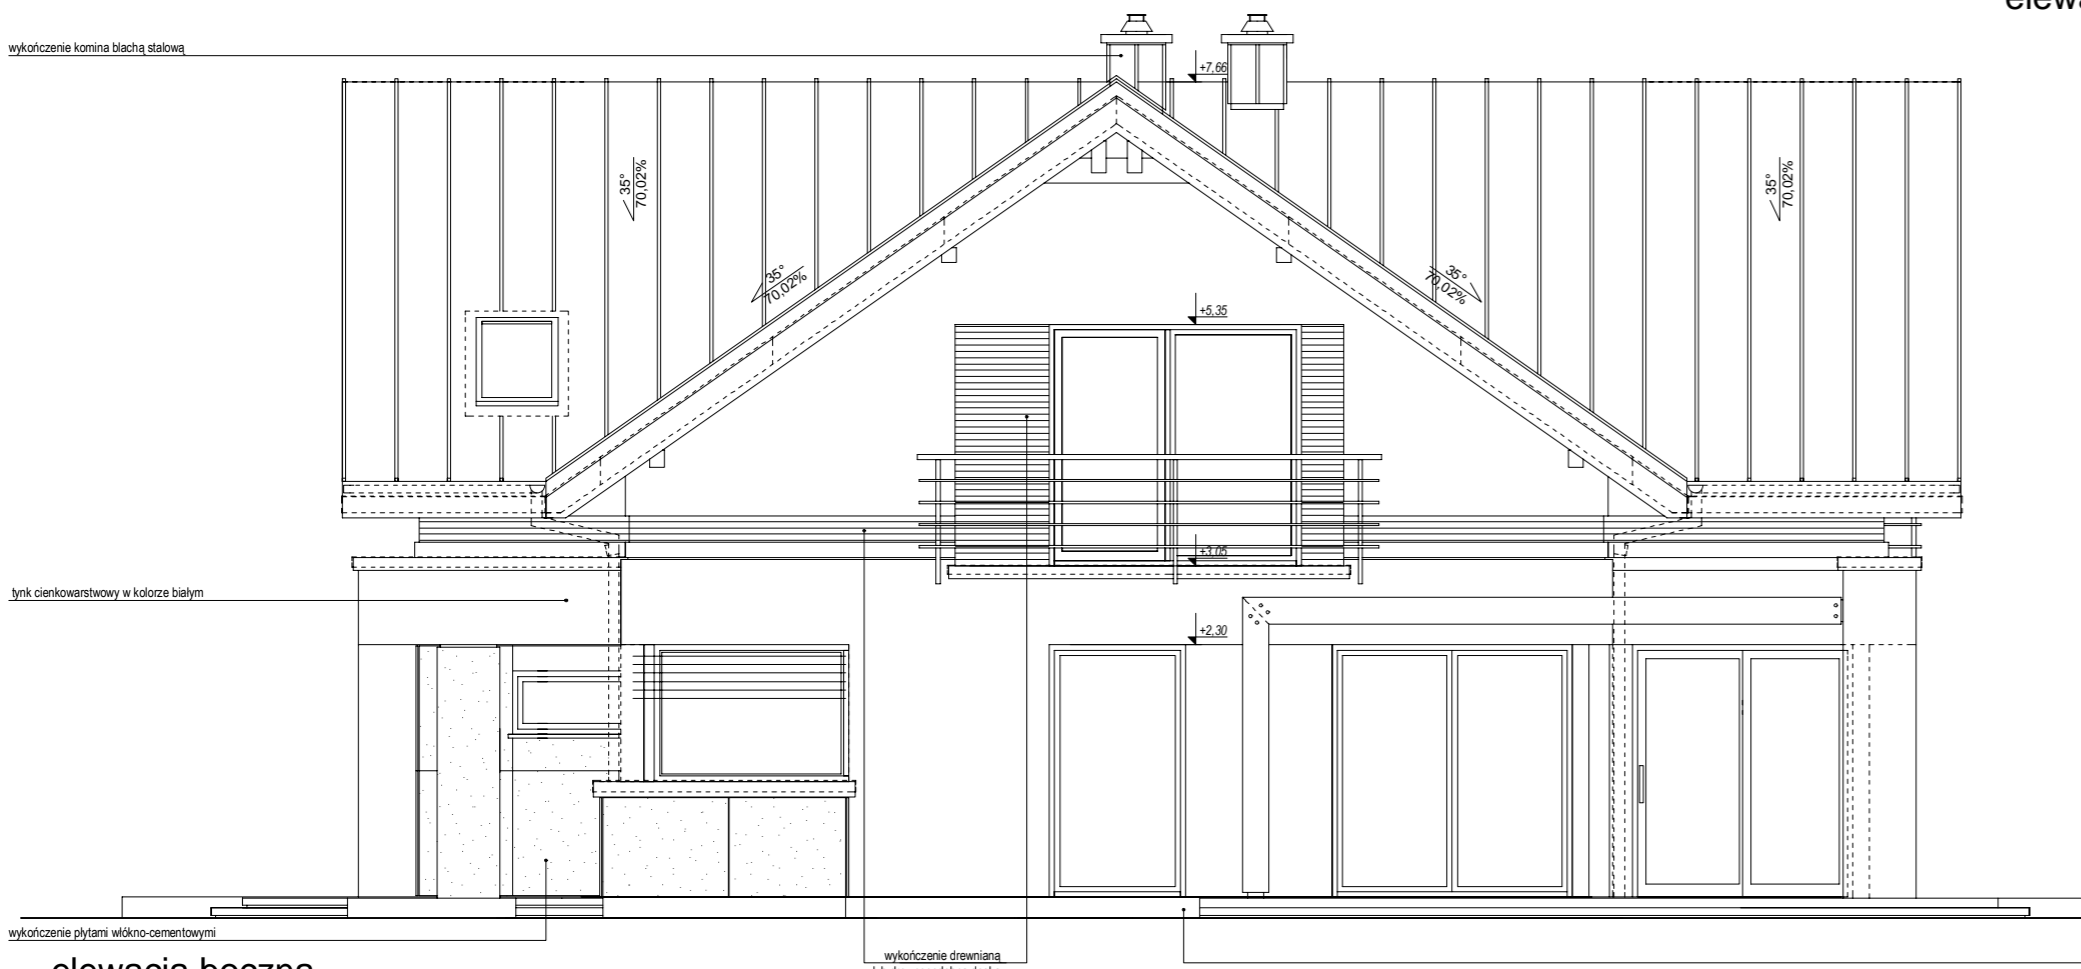 elewa
wykończenie komina blachą stalową
+7,66
35°
70,02%
35°
70,02%
35°
70,02%
35°
70,02%
+5,35
+3,05
tynk cienkowarstwowy w kolorze białym
+2,30
wykończenie płytami włókno-cementowymi
wykończenie drewnianą
elewacja boczna